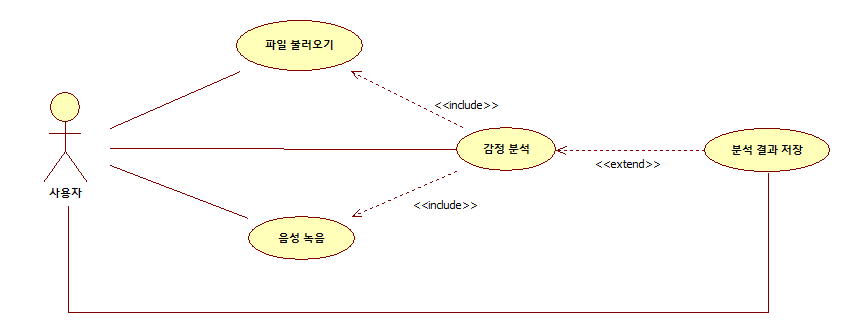 파일 불러오기
<<include>>
감정 분석
분석 결과 저장
<<extend>>
사용자
<<include>>
음성 녹음